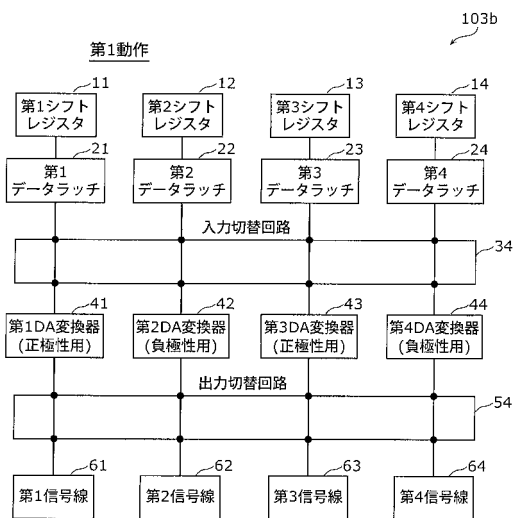 103b
第1動作
11 12 13 14
第1シフト 第2シフト 第3シフト 第4シフト
レジスタ レジスタ レジスタ レジスタ
21 22 23 24
第1 第2 第3 第4
データラッチ データラッチ データラッチ データラッチ
入力切替回路
34
41 42 43 44
第1DA変換器 第2DA変換器 第3DA変換器 第4DA変換器
(正極性用) (負極性用) (正極性用) (負極性用)
出力切替回路
54
61 62 63 64
第1信号線 第2信号線 第3信号線 第4信号線